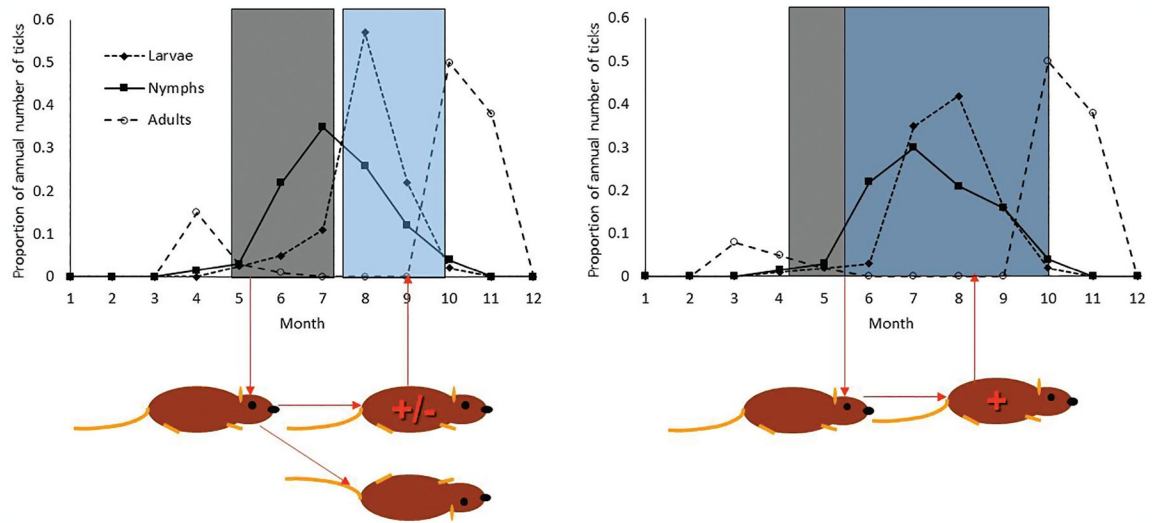 Proportion of annual number of ticks
0.6
0.5
0.4
0.3
0.2
0.1
0
Larvae
Nymphs
Adults
1 2 3 4 5 6 7 8 9 10 11 12
Month
+/-
Proportion of annual number of ticks
0.6
0.5
0.4
0.3
0.2
0.1
0
1 2 3 4 5 6 7 8 9 10 11 12
Month
+